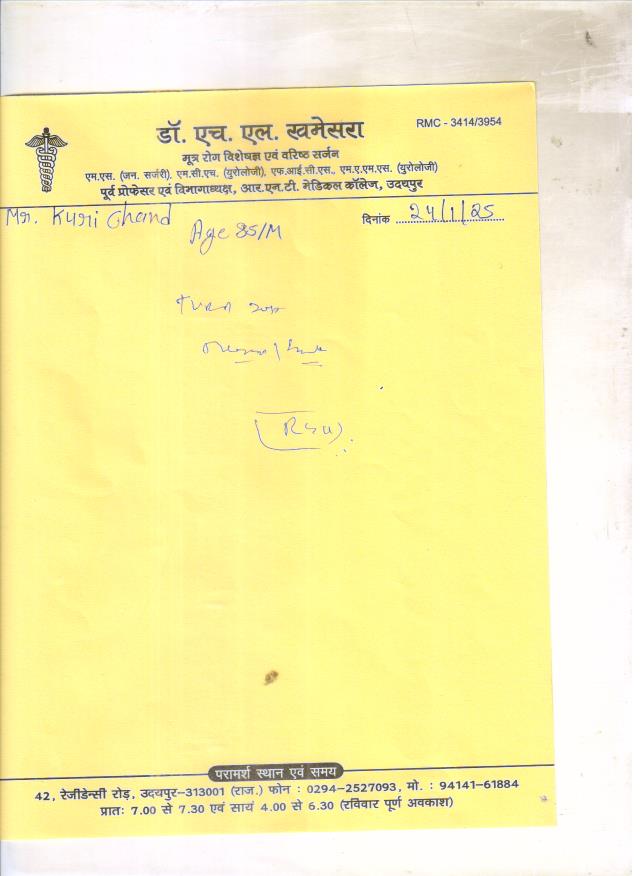 डॉ. एच. एल. खमेसरा
RMC - 3414/3954
मूत्र रोग विशेषज्ञ एवं वरिष्ठ सर्जन
एम.एस. (जन. सर्जरी), एम.सी.एच. (युरोलोजी), एफ.आई.सी.एस., एम.ए.एम.एस. (युरोलोजी)
पूर्व प्रोफेसर एवं विभागाध्यक्ष, आर.एन.टी. मेडिकल कॉलेज, उदयपुर
Mr. Kuri Chand
दिनांक 24/1/25
Age 85/M
परामर्श स्थान एवं समय
42, रेजीडेन्सी रोड़, उदयपुर-313001 (राज.) फोन : 0294-2527093, मो. : 94141-61884
प्रातः 7.00 से 7.30 एवं सायं 4.00 से 6.30 (रविवार पूर्ण अवकाश)